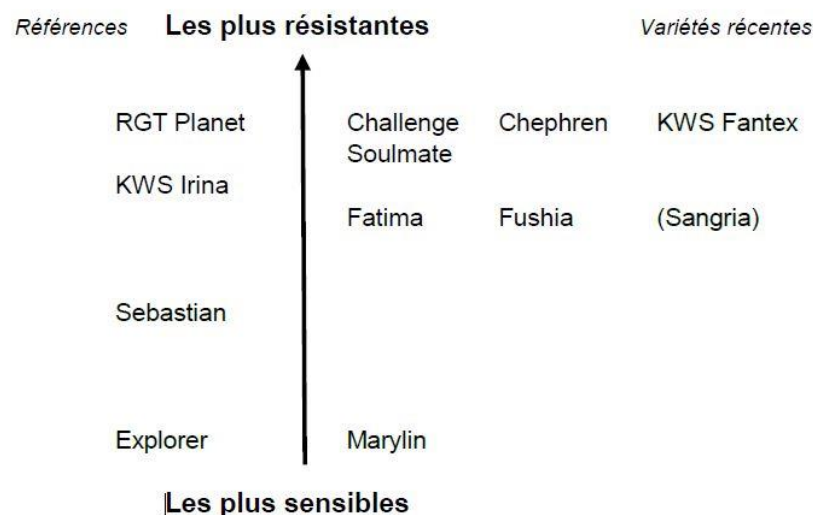 Références Les plus résistantes Variétés récentes
RGT Planet Challenge Chephren KWS Fantex
Soulmate
KWS Irina
Fatima Fushia (Sangria)
Sebastian
Explorer Marylin
Les plus sensibles